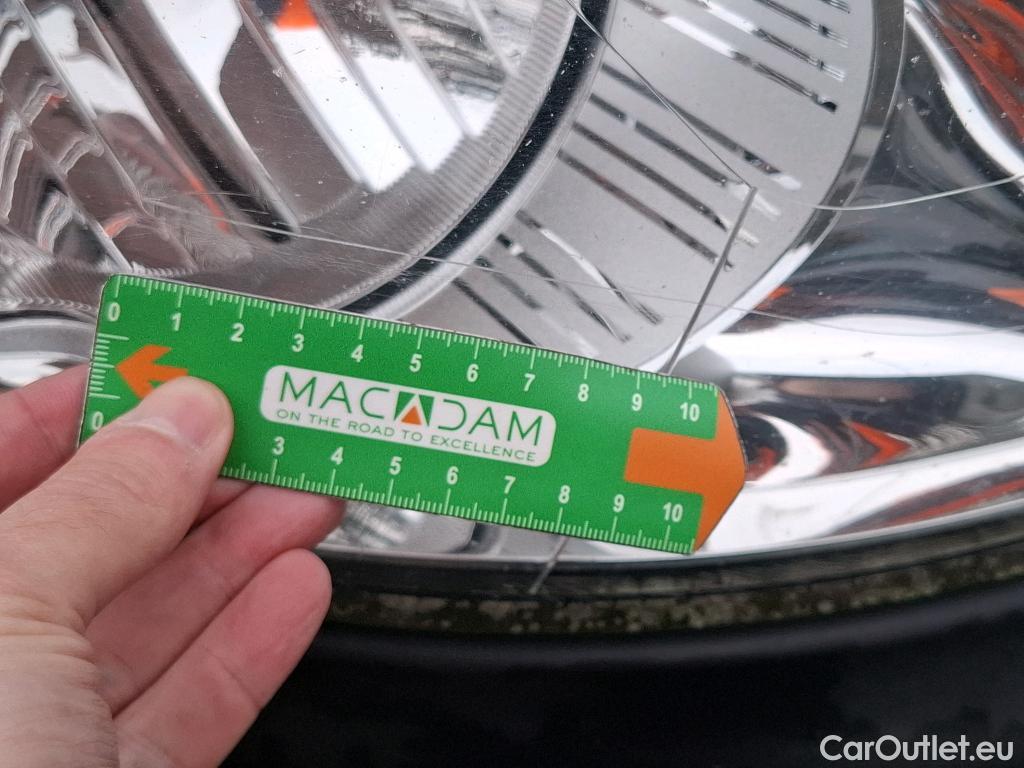 0 1 2 3 4 5 6 7 8 9 10
MACADAM
ON THE ROAD TO EXCELLENCE
0 3 4 5 6 7 8 9 10
CarOutlet.eu